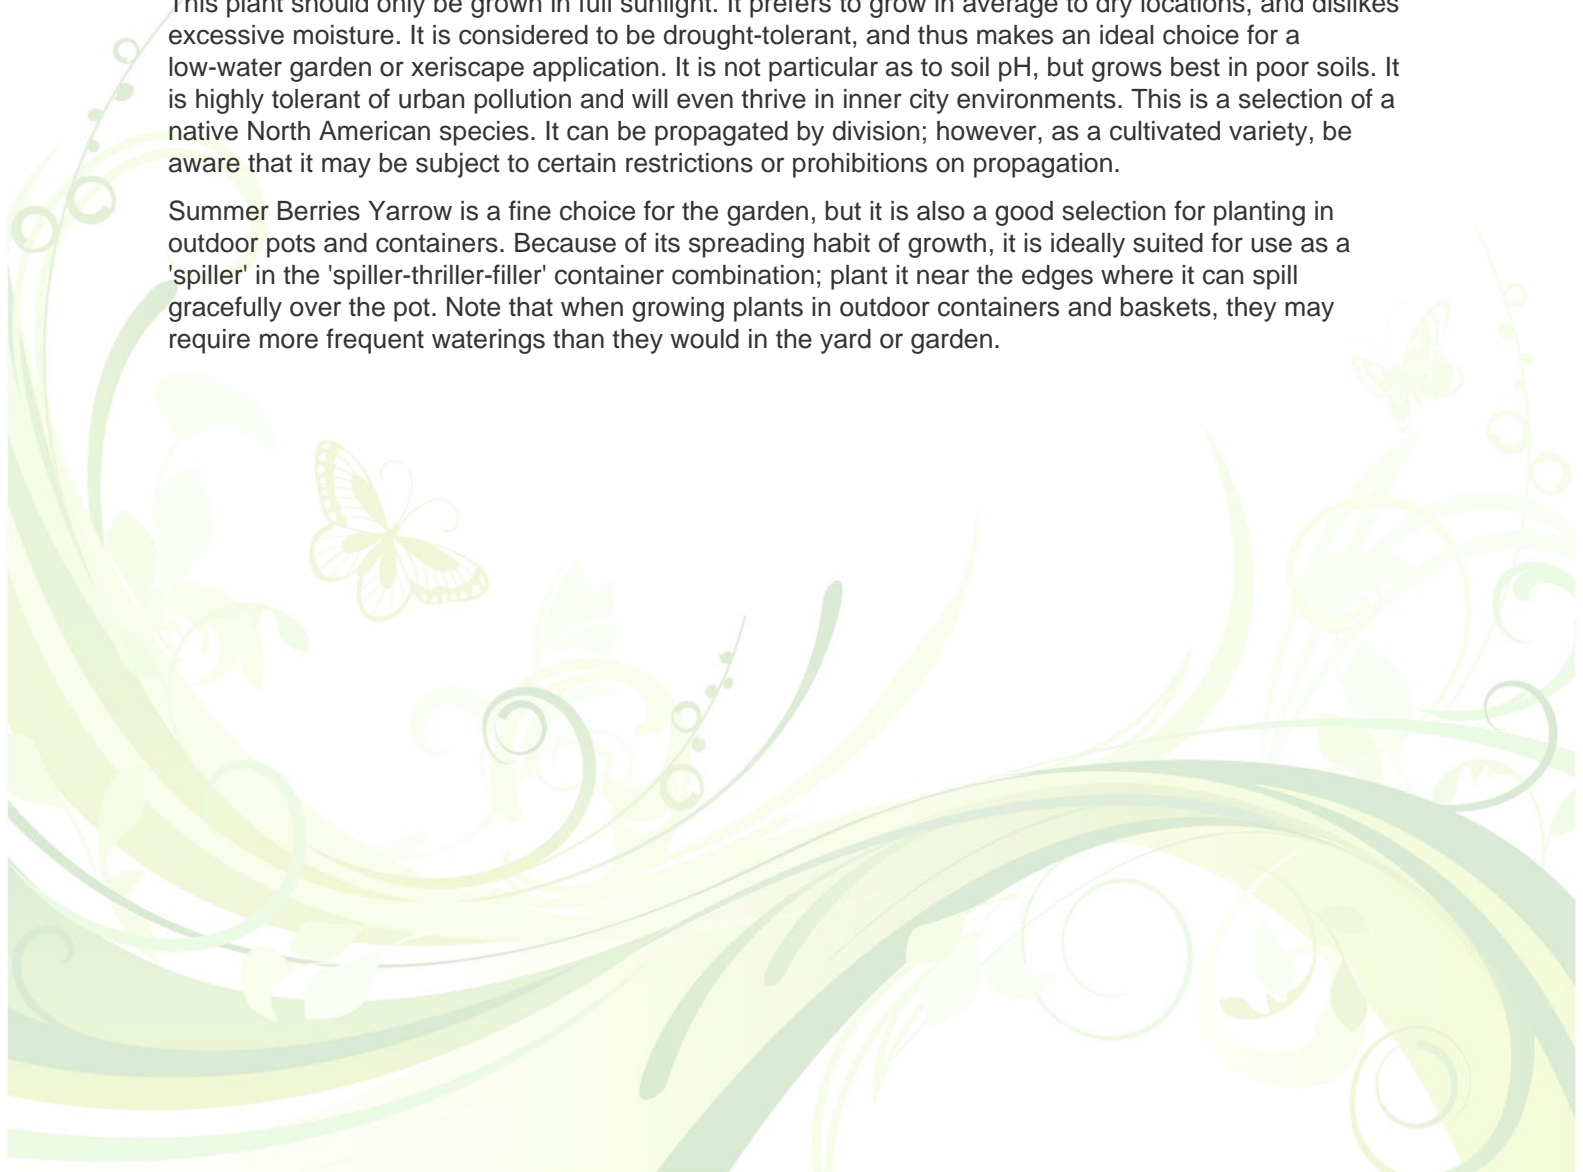 This plant should only be grown in full sunlight. It prefers to grow in average to dry locations, and dislikes
excessive moisture. It is considered to be drought-tolerant, and thus makes an ideal choice for a
low-water garden or xeriscape application. It is not particular as to soil pH, but grows best in poor soils. It
is highly tolerant of urban pollution and will even thrive in inner city environments. This is a selection of a
native North American species. It can be propagated by division; however, as a cultivated variety, be
aware that it may be subject to certain restrictions or prohibitions on propagation.
Summer Berries Yarrow is a fine choice for the garden, but it is also a good selection for planting in
outdoor pots and containers. Because of its spreading habit of growth, it is ideally suited for use as a
'spiller' in the 'spiller-thriller-filler' container combination; plant it near the edges where it can spill
gracefully over the pot. Note that when growing plants in outdoor containers and baskets, they may
require more frequent waterings than they would in the yard or garden.